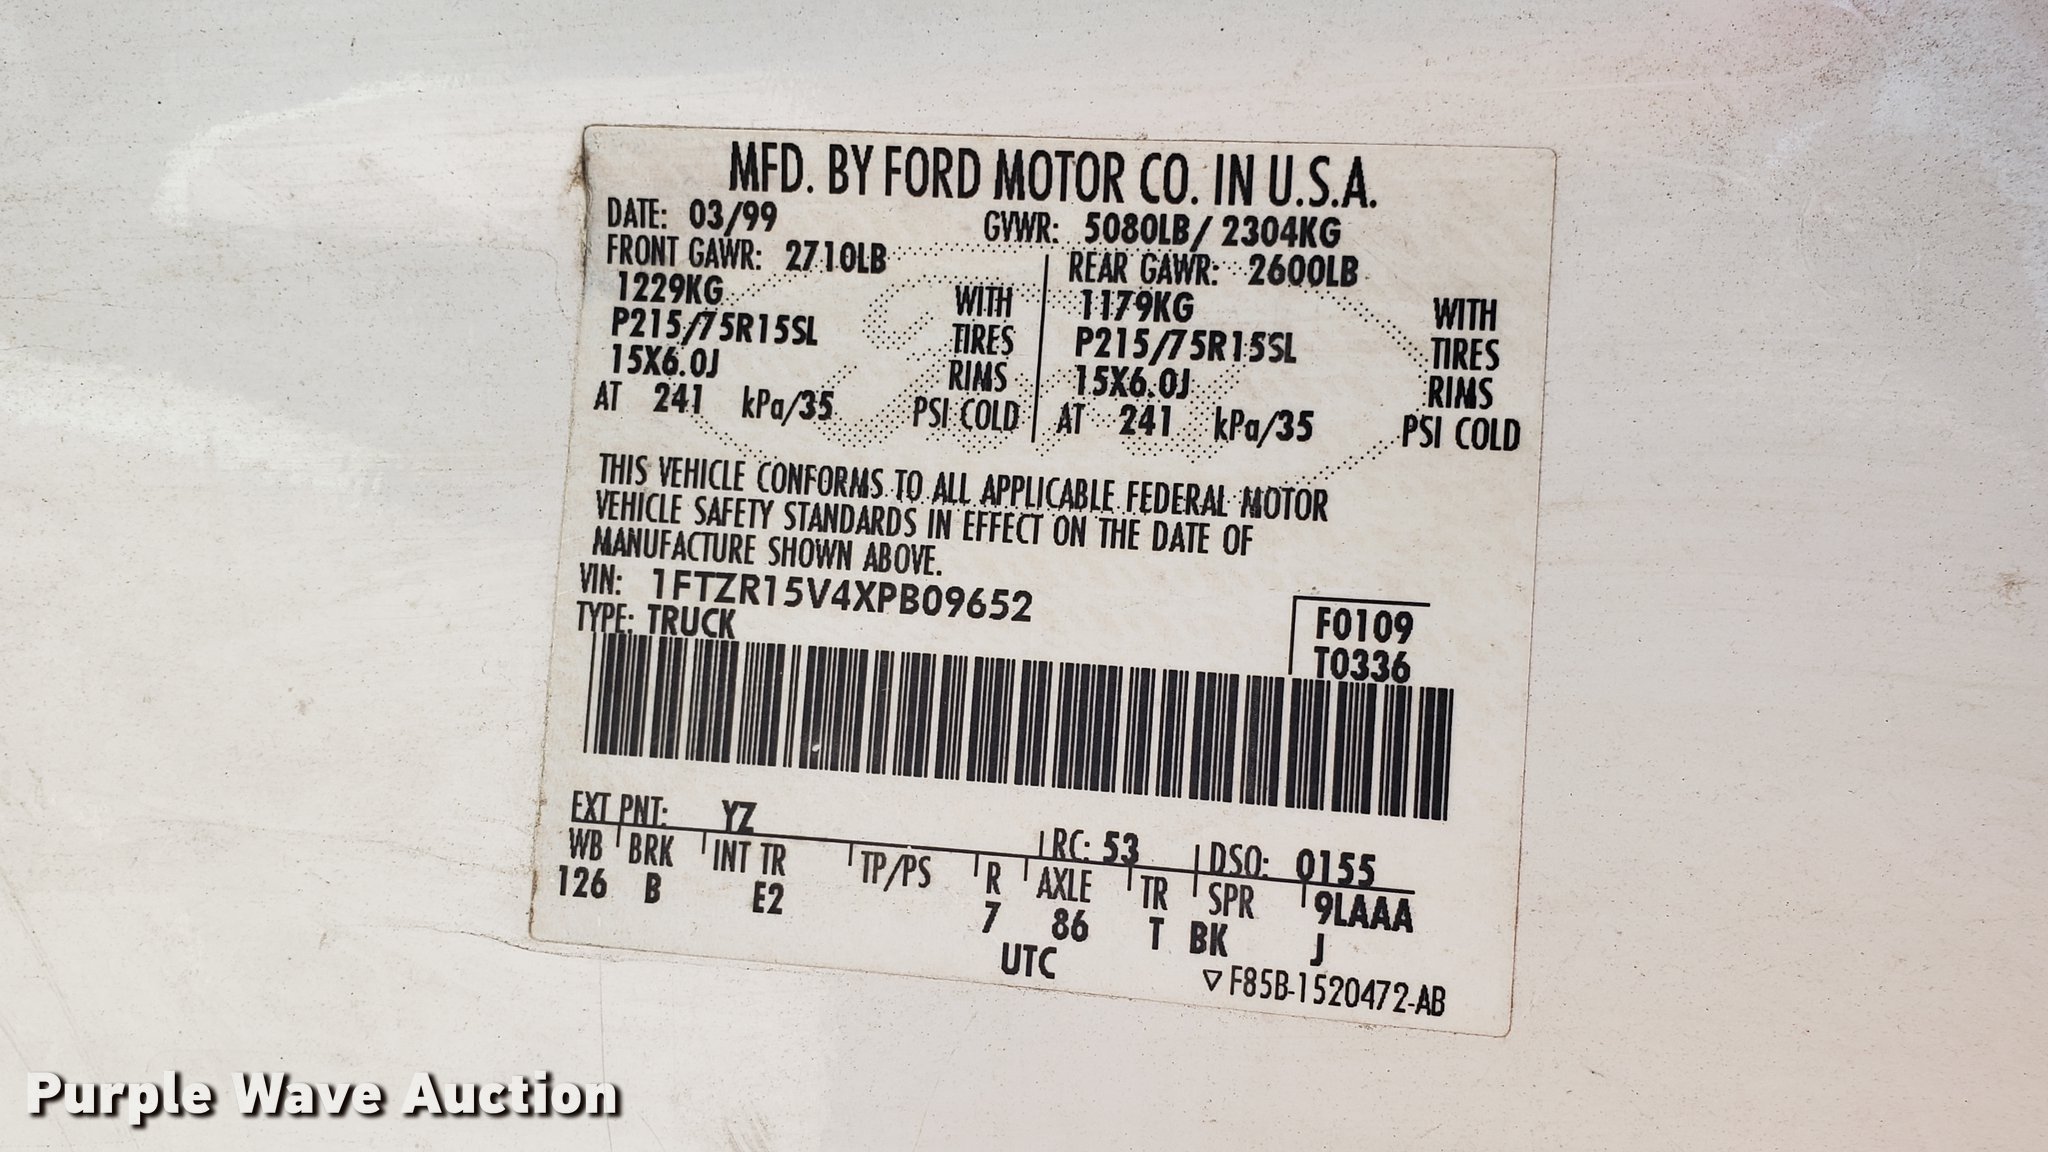 MFD. BY FORD MOTOR CO. IN U.S.A.
DATE: 03/99 GVWR: 5080LB/ 2304KG
FRONT GAWR: 2710LB REAR GAWR: 2600LB
1229KG WITH 1179KG WITH
P215/75R15SL TIRES P215/75R15SL TIRES
15X6.0J RIMS 15X6.0J RIMS
AT 241 kPa/35 PSI COLD AT 241 kPa/35 PSI COLD
THIS VEHICLE CONFORMS TO ALL APPLICABLE FEDERAL MOTOR
VEHICLE SAFETY STANDARDS IN EFFECT ON THE DATE OF
MANUFACTURE SHOWN ABOVE.
VIN: 1FTZR15V4XPB09652
TYPE: TRUCK
F0109
T0336
EXT PNT: YZ RC: 53 DSO: 0155
WB BRK INT TR TP/PS R AXLE TR SPR 9LAAA
126 B E2 7 86 T BK J
UTC
▽F85B-1520472-AB
Purple Wave Auction